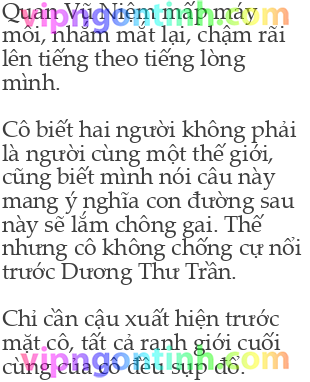 vipngontinh.com
Quan Vũ Niệm mấp máy
môi, nhắm mắt lại, chậm rãi
lên tiếng theo tiếng lòng
mình.
Cô biết hai người không phải
là người cùng một thế giới,
cũng biết mình nói câu này
mang ý nghĩa con đường sau
này sẽ lắm chông gai. Thế
nhưng cô không chống cự nổi
trước Dương Thư Trần.
Chỉ cần cậu xuất hiện trước
mặt cô, tất cả ranh giới cuối
vipngontinh.com
cùng của cô đều sụp đổ.